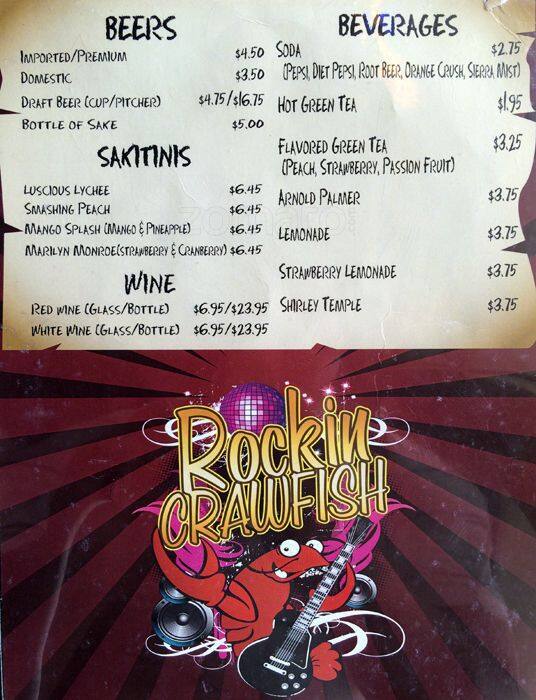 BEERS
IMPORTED/PREMIUM $4.50
DOMESTIC $3.50
DRAFT BEER (CUP/PITCHER) $4.75/$16.75
BOTTLE OF SAKE $5.00
SAKITINIS
LUSCIOUS LYCHEE $6.45
SMASHING PEACH $6.45
MANGO SPLASH (MANGO & PINEAPPLE) $6.45
MARILYN MONROE(STRAWBERRY & CRANBERRY) $6.45
WINE
RED WINE (GLASS/BOTTLE) $6.95/$23.95
WHITE WINE (GLASS/BOTTLE) $6.95/$23.95
BEVERAGES
SODA $2.75
(PEPSI, DIET PEPSI, ROOT BEER, ORANGE CRUSH, SIERRA MIST)
HOT GREEN TEA $1.95
FLAVORED GREEN TEA $3.25
(PEACH, STRAWBERRY, PASSION FRUIT)
ARNOLD PALMER $3.75
LEMONADE $3.75
STRAWBERRY LEMONADE $3.75
SHIRLEY TEMPLE $3.75
zomato.com
Rockin
CRAWFISH